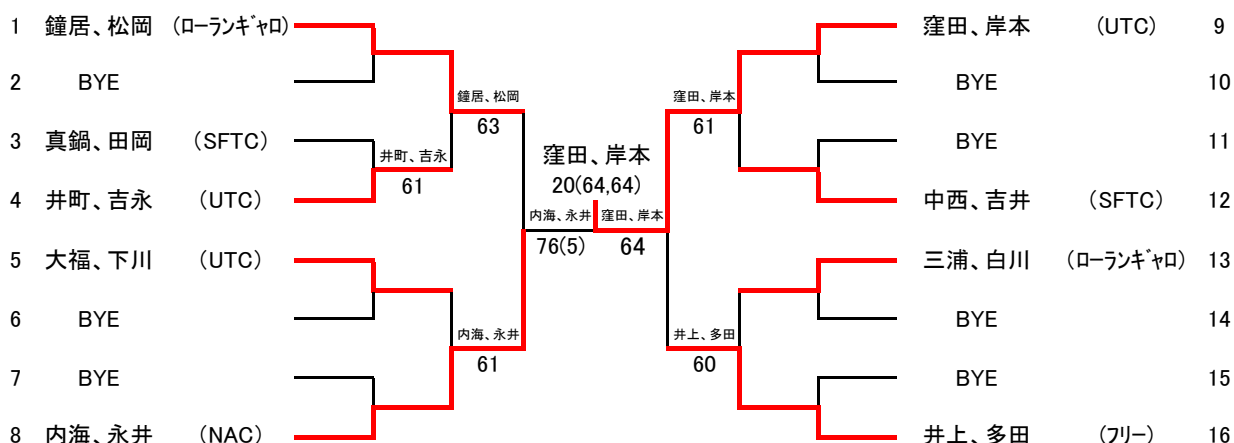 1 鐘居、松岡 (ローランギャロ)
2 BYE
3 真鍋、田岡 (SFTC)
4 井町、吉永 (UTC)
5 大福、下川 (UTC)
6 BYE
7 BYE
8 内海、永井 (NAC)
井町、吉永
61
鐘居、松岡
63
内海、永井
61
窪田、岸本
20(64,64)
内海、永井
76(5)
窪田、岸本
64
窪田、岸本
61
井上、多田
60
窪田、岸本 (UTC) 9
BYE 10
BYE 11
中西、吉井 (SFTC) 12
三浦、白川 (ローランギャロ) 13
BYE 14
BYE 15
井上、多田 (フリー) 16